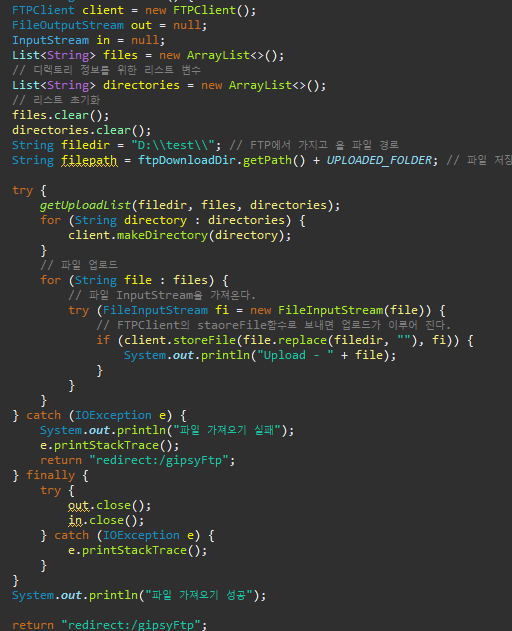 FTPClient client = new FTPClient();
FileOutputStream out = null;
InputStream in = null;
List<String> files = new ArrayList<>();
// 디렉토리 정보를 위한 리스트 변수
List<String> directories = new ArrayList<>();
// 리스트 초기화
files.clear();
directories.clear();
String filedir = "D:\\test\\"; // FTP에서 가지고 올 파일 경로
String filepath = ftpDownloadDir.getPath() + UPLOADED_FOLDER; // 파일 저장
try {
getUploadList(filedir, files, directories);
for (String directory : directories) {
client.makeDirectory(directory);
}
// 파일 업로드
for (String file : files) {
// 파일 InputStream을 가져온다.
try (FileInputStream fi = new FileInputStream(file)) {
// FTPClient의 staoreFile함수로 보내면 업로드가 이루어 진다.
if (client.storeFile(file.replace(filedir, ""), fi)) {
System.out.println("Upload - " + file);
}
}
}
} catch (IOException e) {
System.out.println("파일 가져오기 실패");
e.printStackTrace();
return "redirect:/gipsyFtp";
} finally {
try {
out.close();
in.close();
} catch (IOException e) {
e.printStackTrace();
}
}
System.out.println("파일 가져오기 성공");
return "redirect:/gipsyFtp";